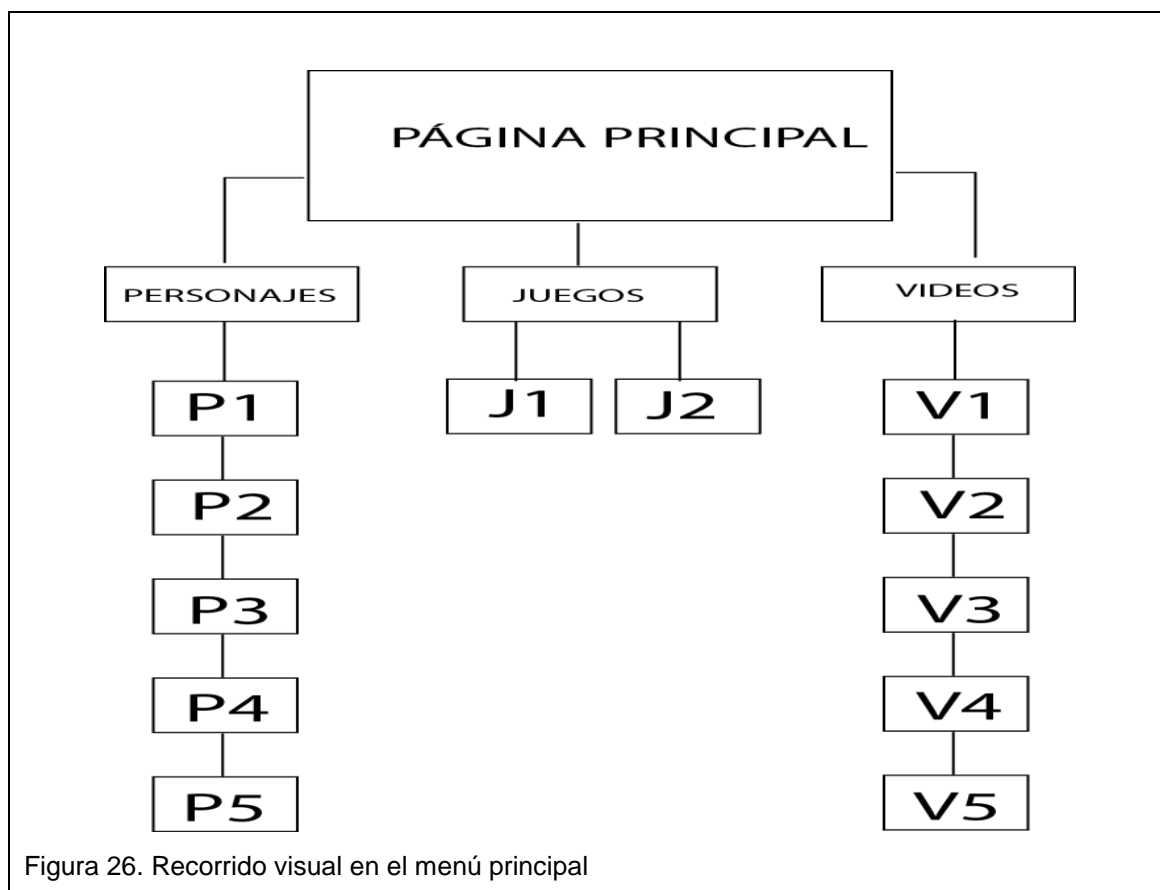 PÁGINA PRINCIPAL
PERSONAJES
JUEGOS
VIDEOS
P1
J1
J2
V1
P2
V2
P3
V3
P4
V4
P5
V5
Figura 26. Recorrido visual en el menú principal